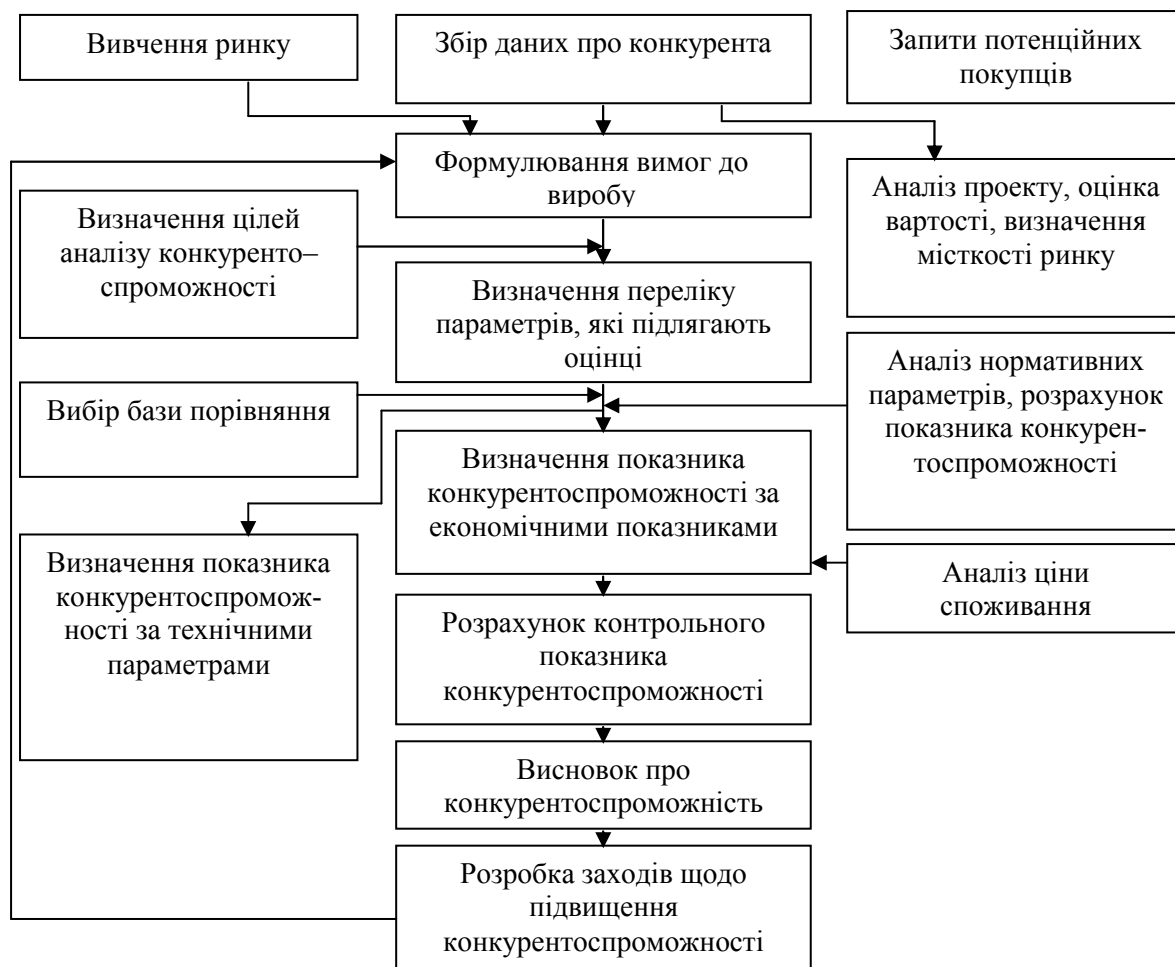 Вивчення ринку
Збір даних про конкурента
Запити потенційних
покупців
Формулювання вимог до
виробу
Аналіз проекту, оцінка
вартості, визначення
місткості ринку
Визначення цілей
аналізу конкуренто–
спроможності
Визначення переліку
параметрів, які підлягають
оцінці
Вибір бази порівняння
Аналіз нормативних
параметрів, розрахунок
показника конкурен-
тоспроможності
Визначення показника
конкурентоспроможності за
економічними показниками
Визначення показника
конкурентоспромож-
ності за технічними
параметрами
Аналіз ціни
споживання
Розрахунок контрольного
показника
конкурентоспроможності
Висновок про
конкурентоспроможність
Розробка заходів щодо
підвищення
конкурентоспроможності